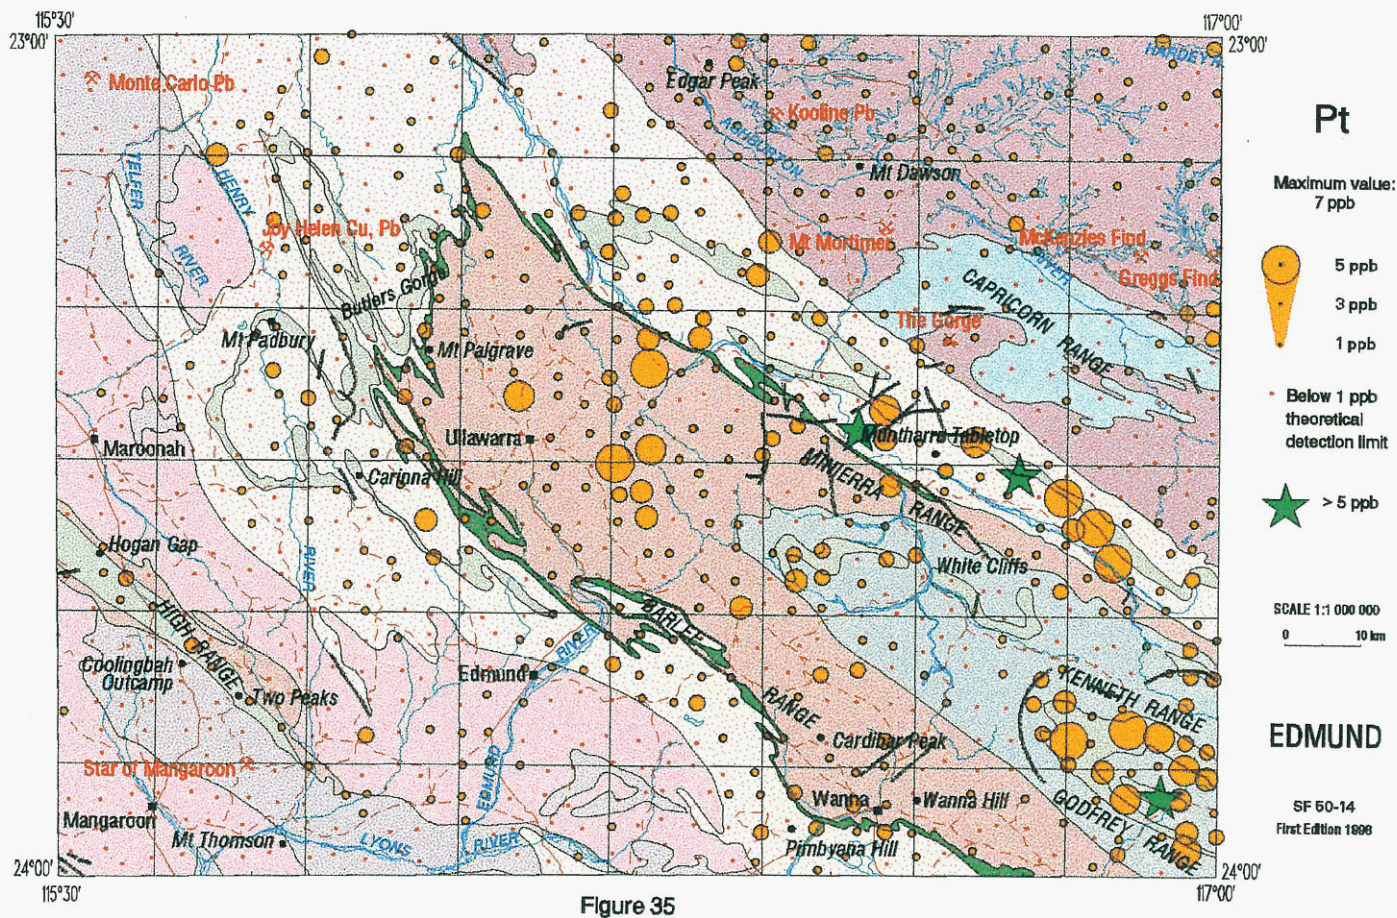 115°30'
23°00'
117°00'
23°00'
HARDEY R
Monte Carlo Pb
Edgar Peak
Kooline Pb
ASHBURTON
Mt Dawson
TELFER
HENRY
RIVER
Joy Helen Cu, Pb
Mt Mortimer
McKenzies Find
RIVER
Greggs Find
Butlers Gorge
CAPRICORN
RANGE
The Gorge
Mt Padbury
Mt Palgrave
Maroonah
Ullawarra
Mundharra Tabletop
Carinna Hill
MINIERRA
RANGE
Hogan Gap
RIVER
White Cliffs
HIGH RANGE
BARLEE
RANGE
Coolingbah
Outcamp
Two Peaks
Edmund
RIVER
KENNETH RANGE
Cardibar Peak
Star of Mangaroon
EDMUND
Wanna
Wanna Hill
GODFREY
RANGE
Mangaroon
Mt Thomson
LYONS
RIVER
Pimbyana Hill
24°00'
115°30'
24°00'
117°00'
Pt
Maximum value:
7 ppb
5 ppb
3 ppb
1 ppb
Below 1 ppb
theoretical
detection limit
> 5 ppb
SCALE 1:1 000 000
0 10 km
EDMUND
SF 50-14
First Edition 1996
Figure 35